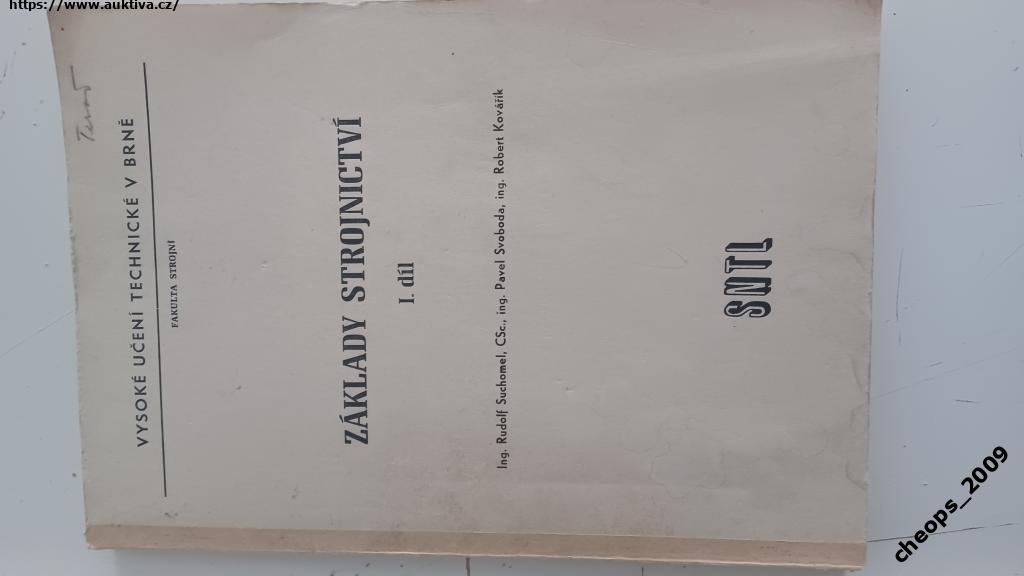 https://www.auktiva.cz/
VYSOKÉ UČENÍ TECHNICKÉ V BRNĚ
FAKULTA STROJNÍ
ZÁKLADY STROJNICTVÍ
I. díl
Ing. Rudolf Suchomel, CSc., ing. Pavel Svoboda, ing. Robert Kovářík
SNTL
cheops_2009